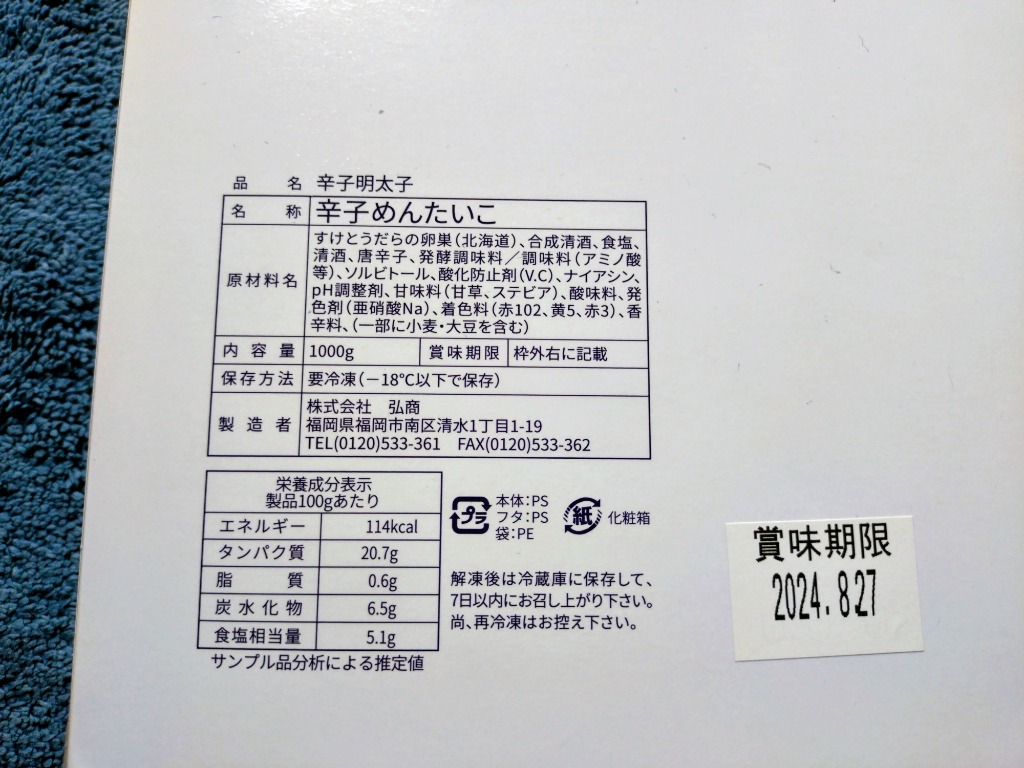 品名 辛子明太子
名称 辛子めんたいこ
原材料名
すけとうだらの卵巣(北海道)、合成清酒、食塩、
清酒、唐辛子、発酵調味料/調味料(アミノ酸
等)、ソルビトール、酸化防止剤(V.C)、ナイアシン、
pH調整剤、甘味料(甘草、ステビア)、酸味料、発
色剤(亜硝酸Na)、着色料(赤102、黄5、赤3)、香
辛料、(一部に小麦・大豆を含む)
内容量 1000g 賞味期限 枠外右に記載
保存方法 要冷凍(-18℃以下で保存)
製造者
株式会社 弘商
福岡県福岡市南区清水1丁目1-19
TEL(0120)533-361 FAX(0120)533-362
栄養成分表示
製品100gあたり
エネルギー 114kcal
タンパク質 20.7g
脂質 0.6g
炭水化物 6.5g
食塩相当量 5.1g
サンプル品分析による推定値
プラ
本体:PS
フタ:PS
袋:PE
紙 化粧箱
解凍後は冷蔵庫に保存して、
7日以内にお召し上がり下さい。
尚、再冷凍はお控え下さい。
賞味期限
2024.8.27